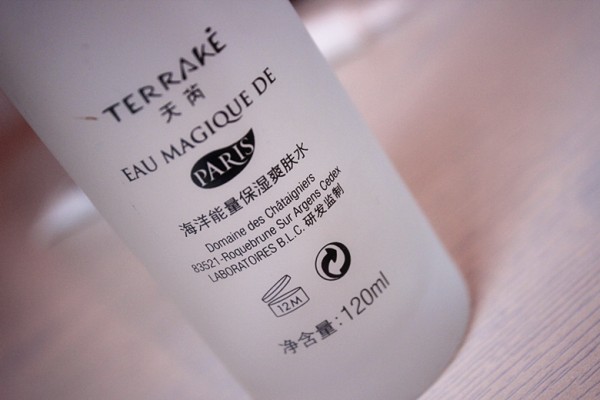 TERRAKÉ
天芮
EAU MAGIQUE DE
PARIS
海洋能量保湿爽肤水
Domaine des Châtaigniers
83521-Roquebrune Sur Argens Cedex
LABORATOIRES B.L.C. 研发监制
12M
净含量:120ml